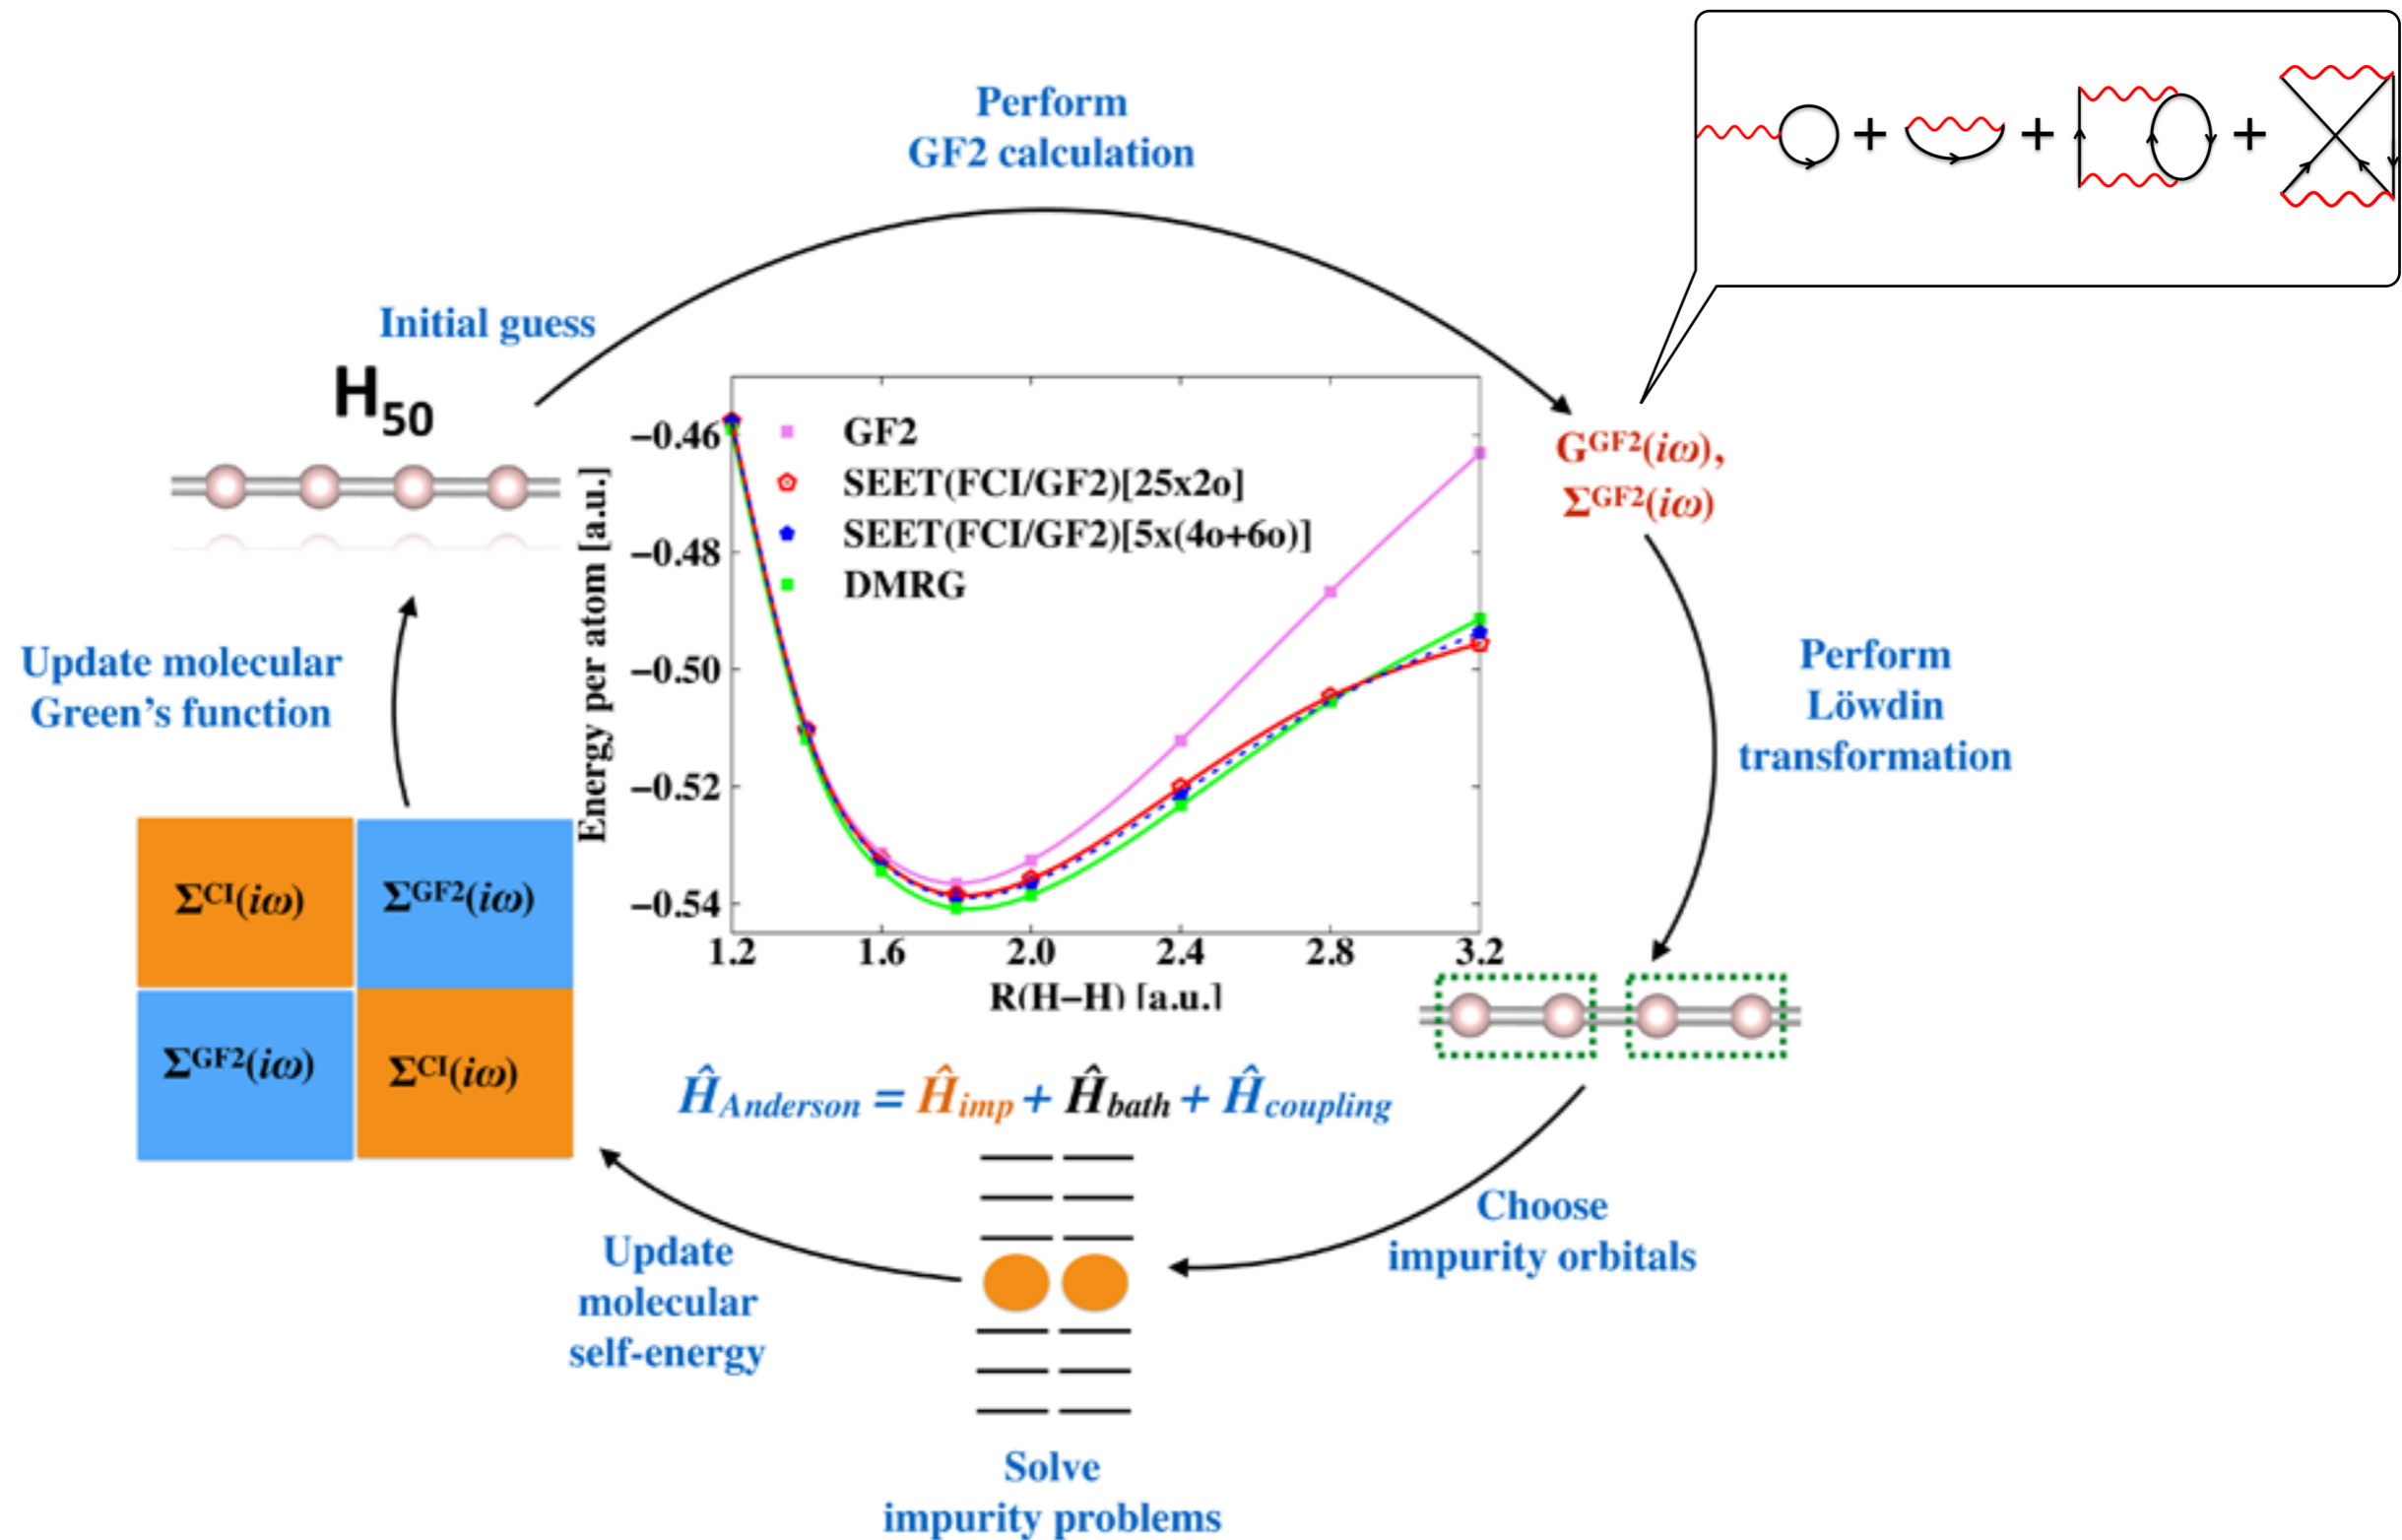 Perform
GF2 calculation
+ + +
Initial guess
H50
GF2
SEET(FCI/GF2)[25x2o]
SEET(FCI/GF2)[5x(4o+6o)]
DMRG
−0.46
−0.48
−0.50
−0.52
−0.54
Energy per atom [a.u.]
1.2 1.6 2.0 2.4 2.8 3.2
R(H−H) [a.u.]
G^GF2(iω),
Σ^GF2(iω)
Perform
Löwdin
transformation
Update molecular
Green's function
Σ^CI(iω) Σ^GF2(iω)
Σ^GF2(iω) Σ^CI(iω)
Ĥ_Anderson = Ĥ_imp + Ĥ_bath + Ĥ_coupling
Choose
impurity orbitals
Update
molecular
self-energy
Solve
impurity problems